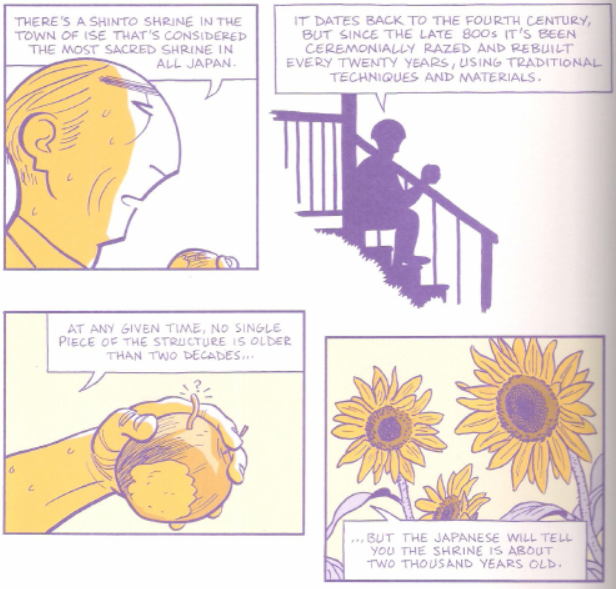 THERE'S A SHINTO SHRINE IN THE
TOWN OF ISE THAT'S CONSIDERED
THE MOST SACRED SHRINE IN
ALL JAPAN.
IT DATES BACK TO THE FOURTH CENTURY,
BUT SINCE THE LATE 800s IT'S BEEN
CEREMONIALLY RAZED AND REBUILT
EVERY TWENTY YEARS, USING TRADITIONAL
TECHNIQUES AND MATERIALS.
AT ANY GIVEN TIME, NO SINGLE
PIECE OF THE STRUCTURE IS OLDER
THAN TWO DECADES...
?
...BUT THE JAPANESE WILL TELL
YOU THE SHRINE IS ABOUT
TWO THOUSAND YEARS OLD.